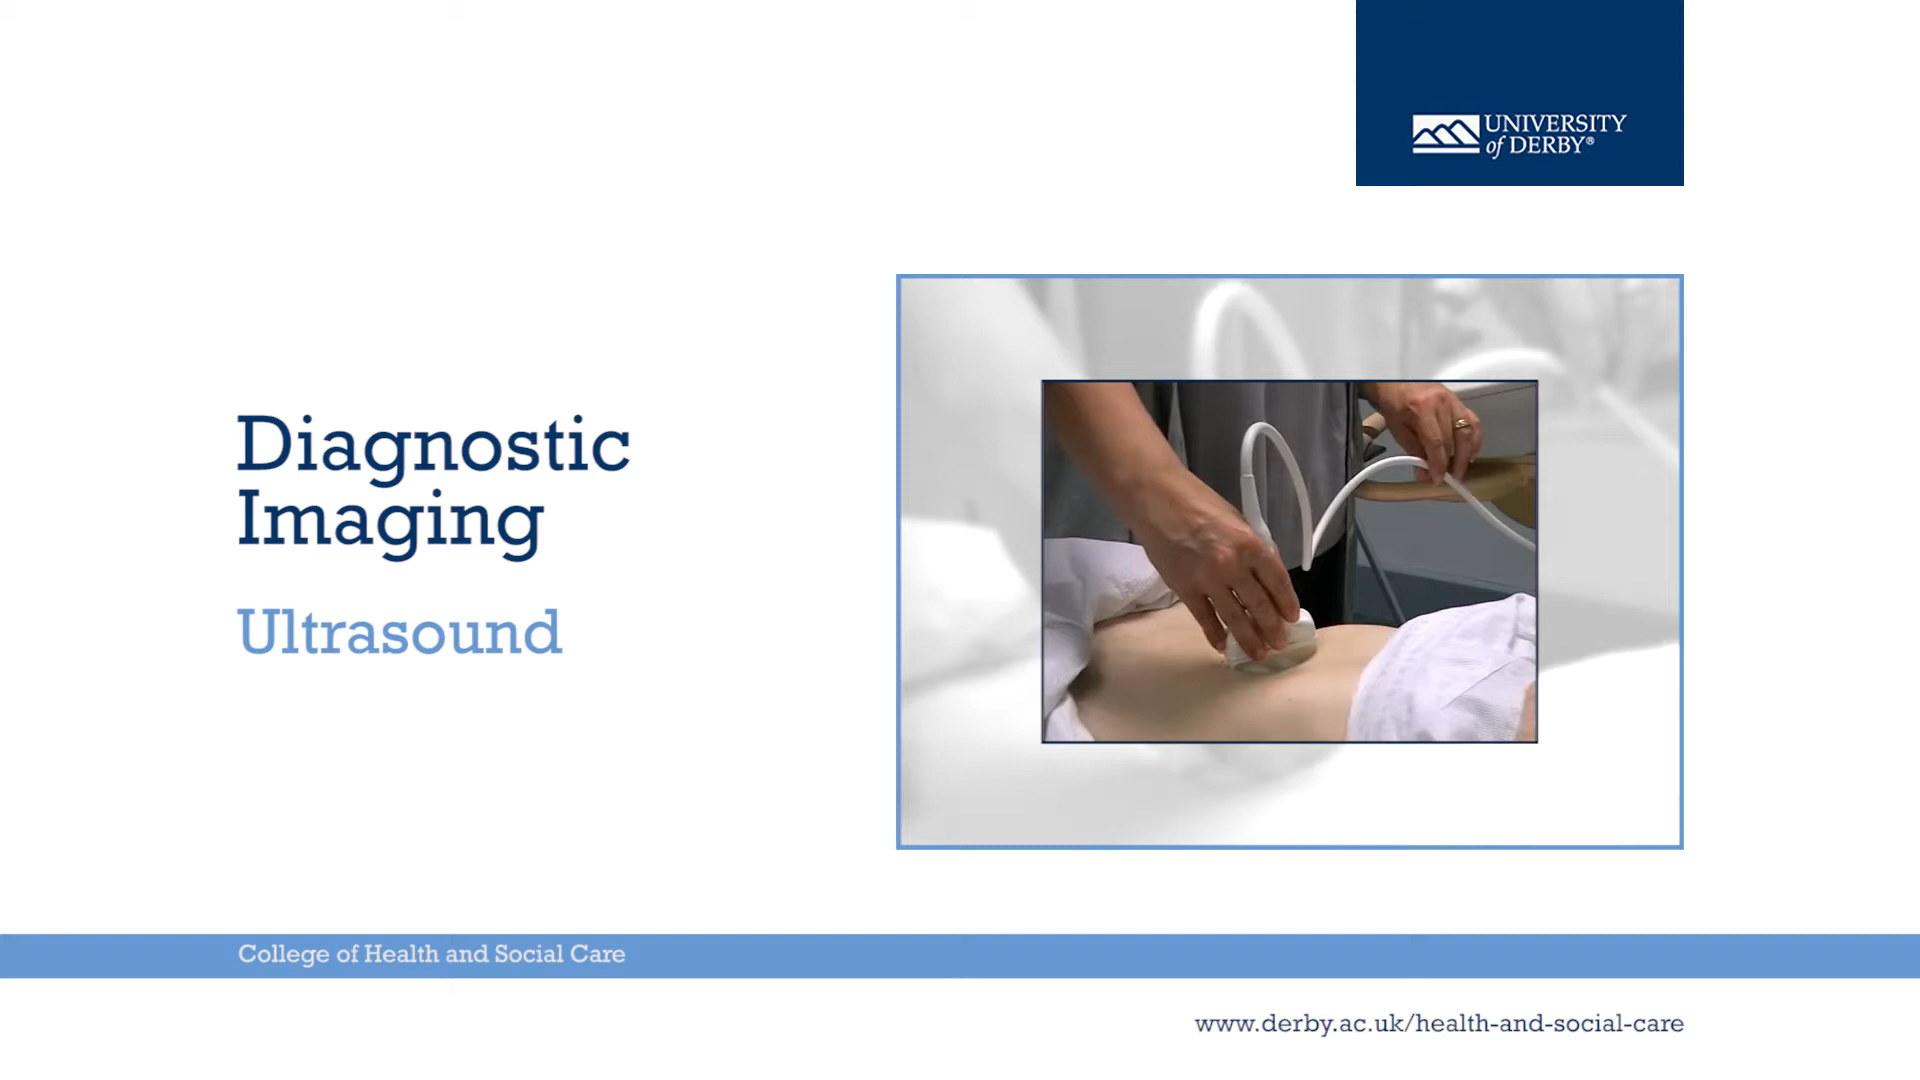 UNIVERSITY
of DERBY®
Diagnostic
Imaging
Ultrasound
College of Health and Social Care
www.derby.ac.uk/health-and-social-care